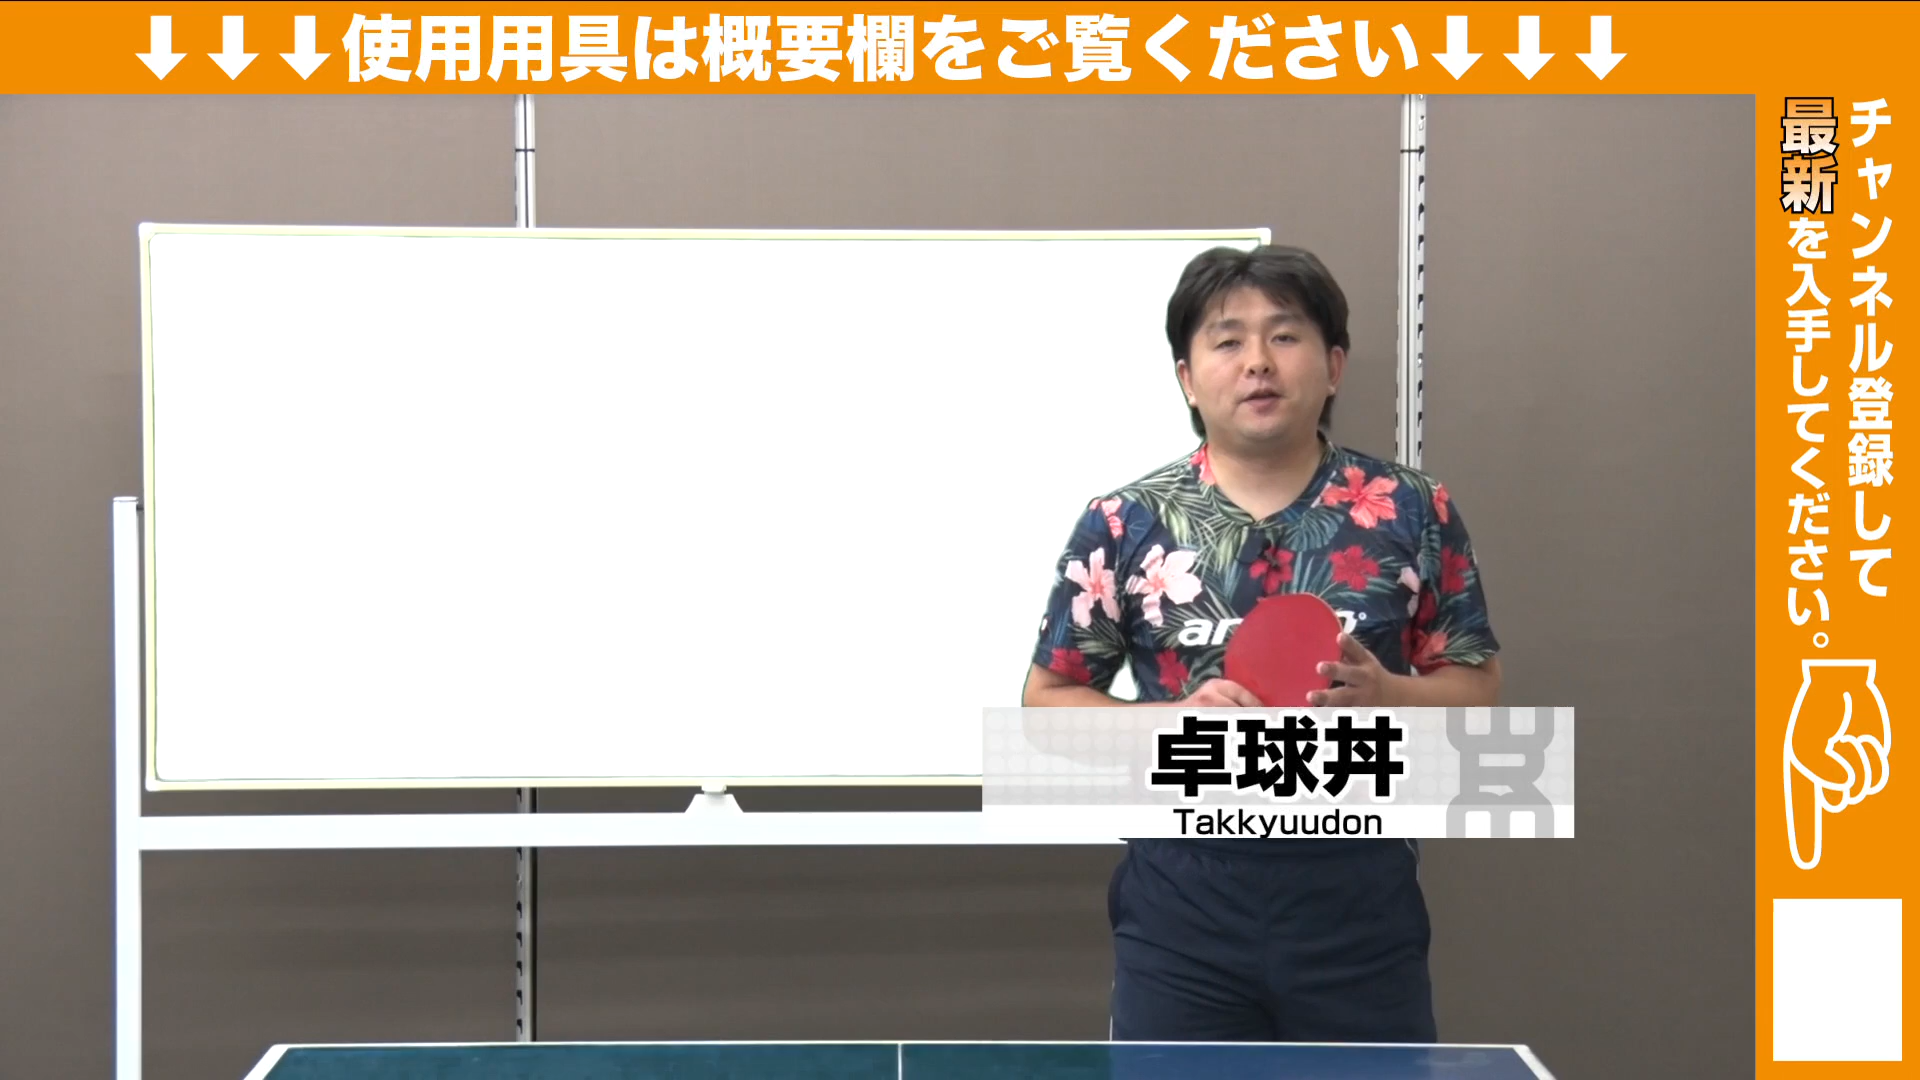 ↓↓↓使用用具は概要欄をご覧ください↓↓↓
チャンネル登録して
最新を入手してください。
卓球丼
Takkyuudon